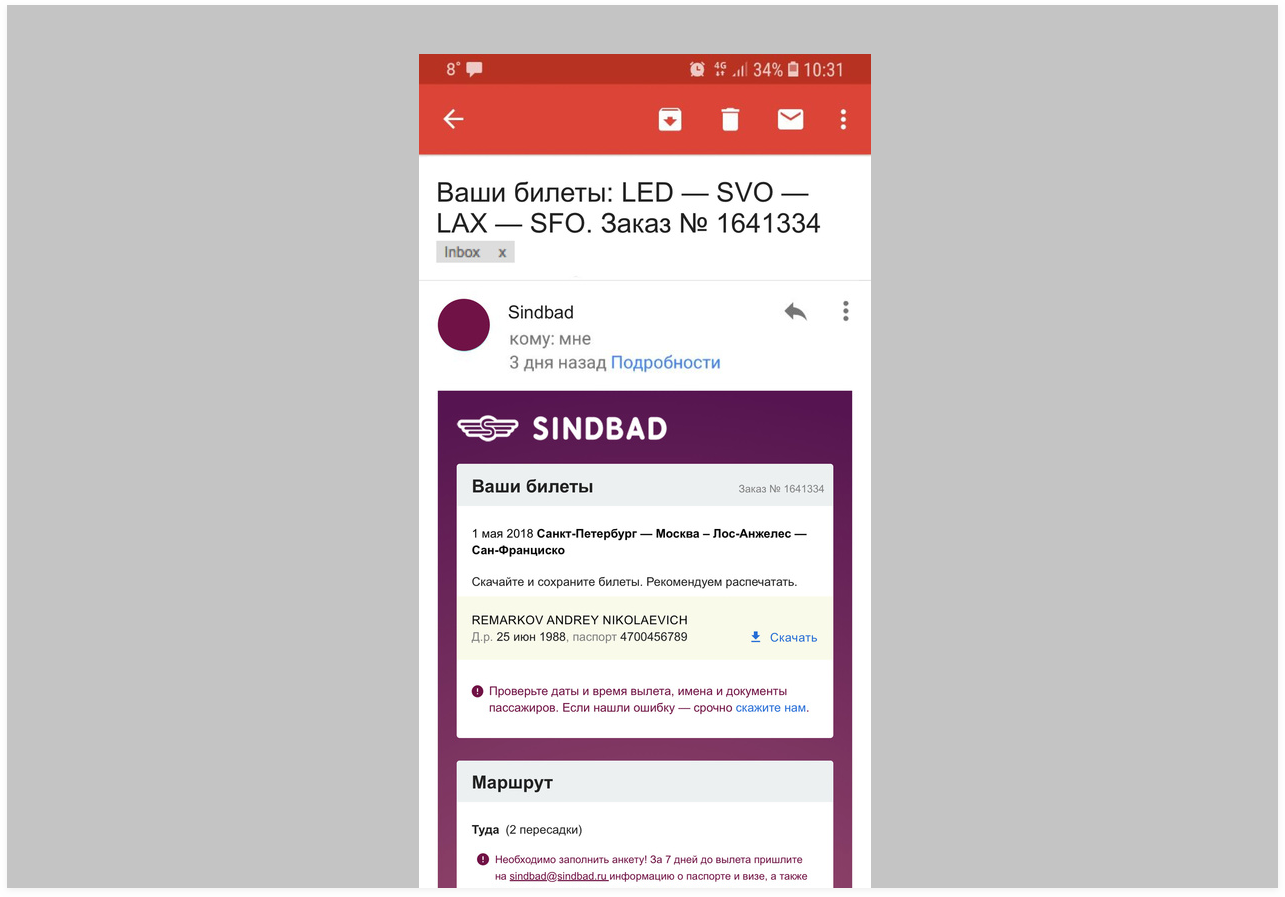 8° 4G 34% 10:31
Ваши билеты: LED — SVO —
LAX — SFO. Заказ № 1641334
Inbox x
Sindbad
кому: мне
3 дня назад Подробности
SINDBAD
Ваши билеты Заказ № 1641334
1 мая 2018 Санкт-Петербург — Москва – Лос-Анжелес —
Сан-Франциско
Скачайте и сохраните билеты. Рекомендуем распечатать.
REMARKOV ANDREY NIKOLAEVICH
Д.р. 25 июн 1988, паспорт 4700456789 Скачать
Проверьте даты и время вылета, имена и документы
пассажиров. Если нашли ошибку — срочно скажите нам.
Маршрут
Туда (2 пересадки)
Необходимо заполнить анкету! За 7 дней до вылета пришлите
на sindbad@sindbad.ru информацию о паспорте и визе, а также